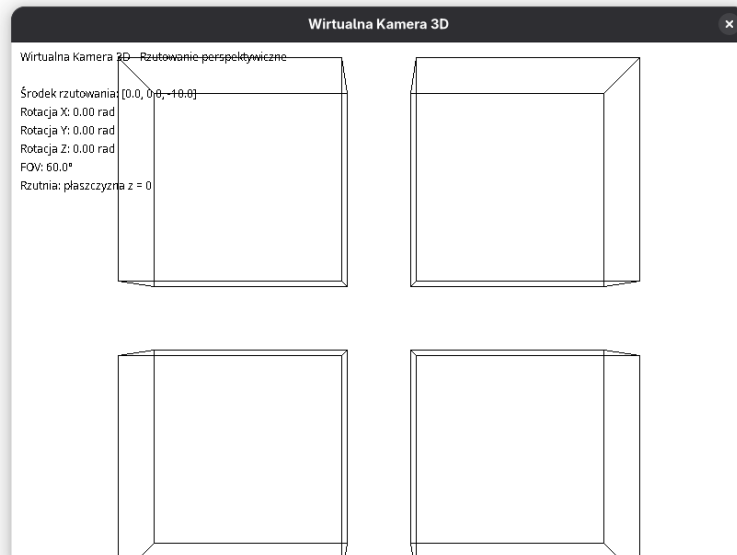 Wirtualna Kamera 3D
Wirtualna Kamera 3D - Rzutowanie perspektywiczne
Środek rzutowania: [0.0, 0.0, -10.0]
Rotacja X: 0.00 rad
Rotacja Y: 0.00 rad
Rotacja Z: 0.00 rad
FOV: 60.0°
Rzutnia: płaszczyzna z = 0